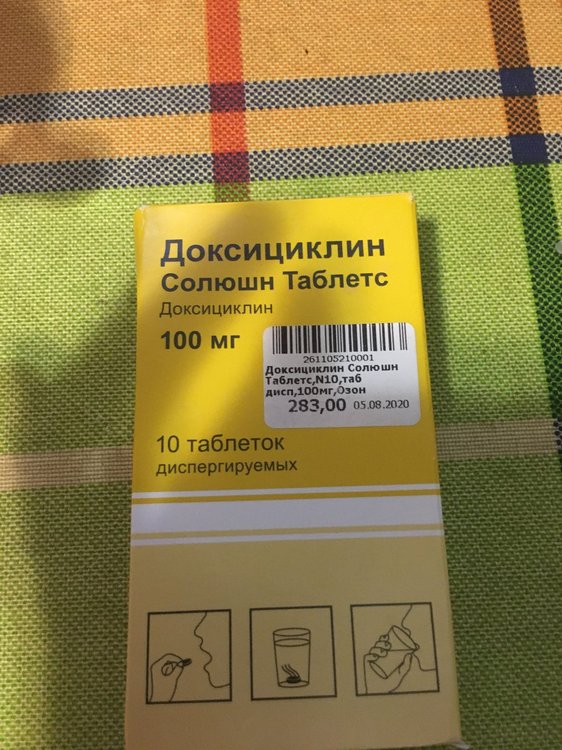 Доксициклин
Солюшн Таблетс
Доксициклин
100 мг
261105210001
Доксициклин Солюшн
Таблетс,N10,таб
дисп,100мг,Озон
283,00 05.08.2020
10 таблеток
диспергируемых